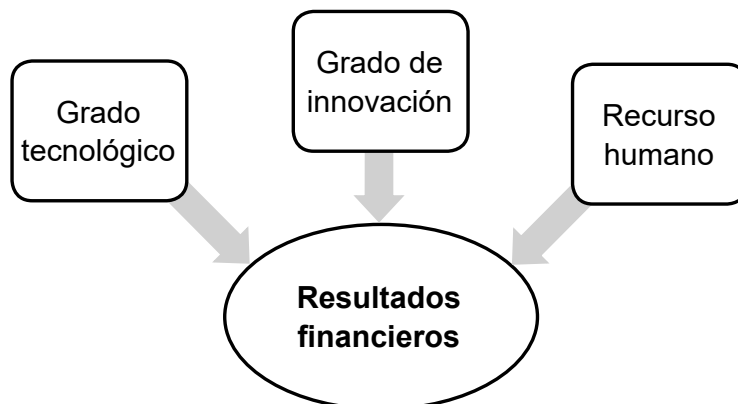 Grado
tecnológico
Grado de
innovación
Recurso
humano
Resultados
financieros